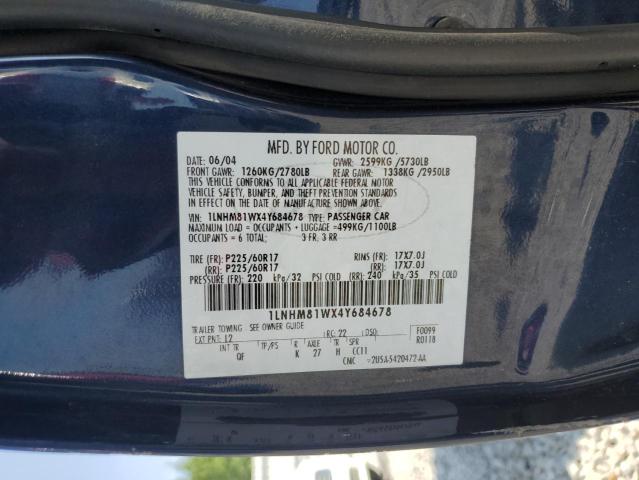 MFD. BY FORD MOTOR CO.
DATE: 06/04 GVWR: 2599KG/5730LB
FRONT GAWR: 1260KG/2780LB REAR GAWR: 1338KG/2950LB
THIS VEHICLE CONFORMS TO ALL APPLICABLE FEDERAL MOTOR
VEHICLE SAFETY, BUMPER, AND THEFT PREVENTION STANDARDS
IN EFFECT ON THE DATE OF MANUFACTURE SHOWN ABOVE.
VIN: 1LNHM81WX4Y684678 TYPE: PASSENGER CAR
MAXIMUM LOAD = OCCUPANTS + LUGGAGE = 499KG/1100LB
OCCUPANTS = 6 TOTAL: 3 FR, 3 RR
TIRE (FR): P225/60R17 RIMS (FR): 17X7.0J
(RR): P225/60R17 (RR): 17X7.0J
PRESSURE (FR): 220 kPa/32 PSI COLD (RR): 240 kPa/35 PSI COLD
1LNHM81WX4Y684678
TRAILER TOWING - SEE OWNER GUIDE
EXT PNT: 12 RC: 22 DSO: F0099
INT TR TP/PS R AXLE TR SPR R0118
QF K 27 H CC11
CNIC 2U5A-5420472-AA